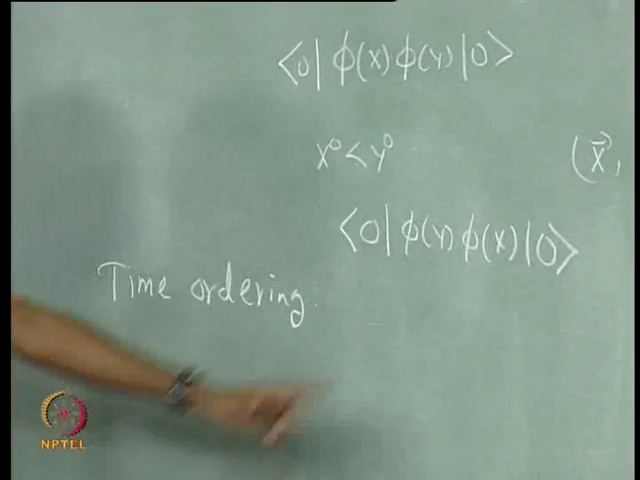 <0| ϕ(x) ϕ(y) |0>
x⁰ < y⁰
(x⃗,
<0| ϕ(y) ϕ(x) |0>
Time ordering:
NPTEL